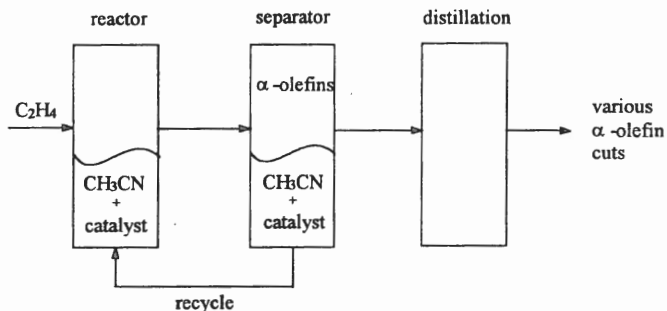 reactor
separator
distillation
C₂H₄
α -olefins
CH₃CN
+
catalyst
CH₃CN
+
catalyst
various
α -olefin
cuts
recycle